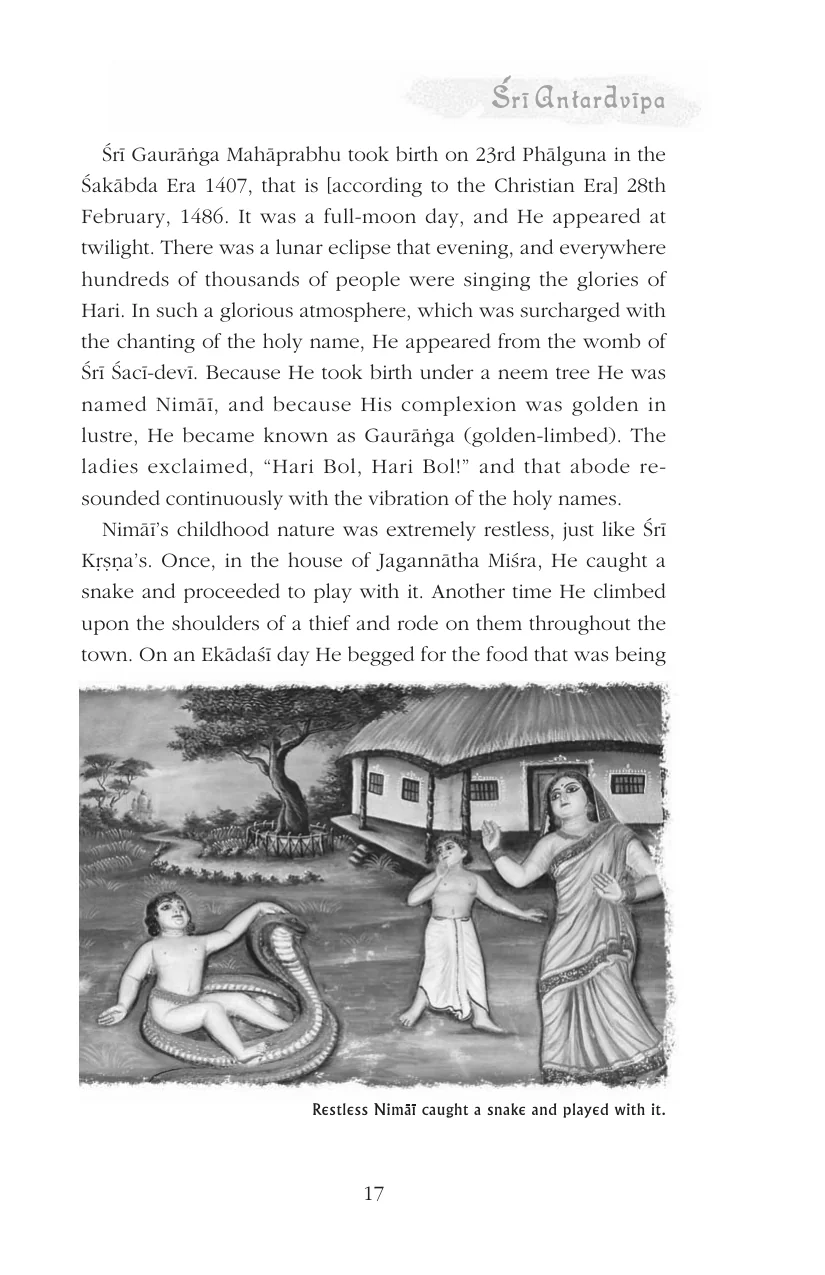 Śrī Antardvīpa
Śrī Gaurāṅga Mahāprabhu took birth on 23rd Phālguna in the
Śakābda Era 1407, that is [according to the Christian Era] 28th
February, 1486. It was a full-moon day, and He appeared at
twilight. There was a lunar eclipse that evening, and everywhere
hundreds of thousands of people were singing the glories of
Hari. In such a glorious atmosphere, which was surcharged with
the chanting of the holy name, He appeared from the womb of
Śrī Śacī-devī. Because He took birth under a neem tree He was
named Nimāī, and because His complexion was golden in
lustre, He became known as Gaurāṅga (golden-limbed). The
ladies exclaimed, “Hari Bol, Hari Bol!” and that abode re-
sounded continuously with the vibration of the holy names.
Nimāī’s childhood nature was extremely restless, just like Śrī
Kṛṣṇa’s. Once, in the house of Jagannātha Miśra, He caught a
snake and proceeded to play with it. Another time He climbed
upon the shoulders of a thief and rode on them throughout the
town. On an Ekādaśī day He begged for the food that was being
Restless Nimāī caught a snake and played with it.
17